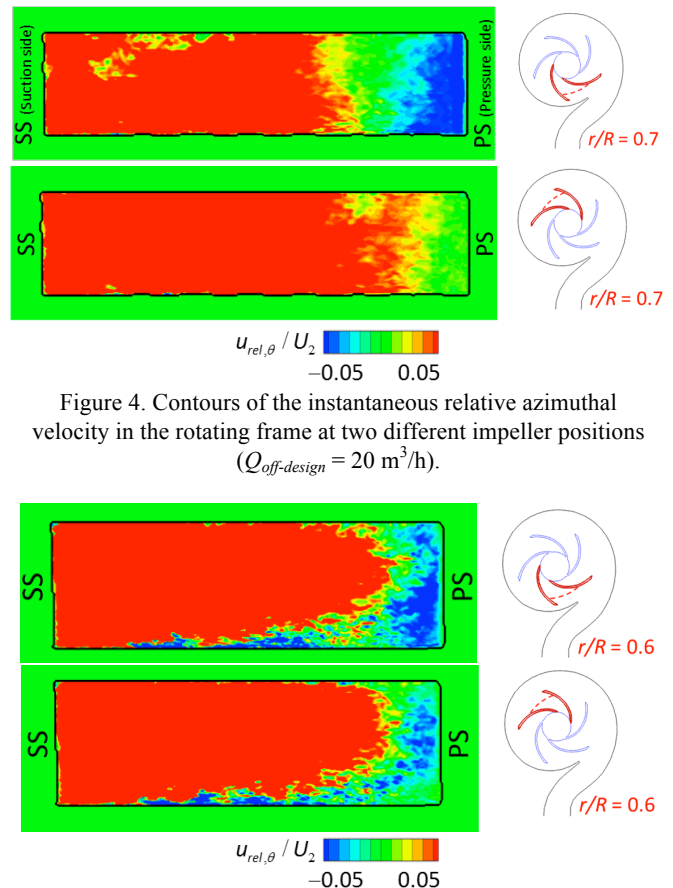 SS (Suction side)
PS (Pressure side)
r/R = 0.7
SS
PS
r/R = 0.7
u_rel,θ / U_2
−0.05 0.05
Figure 4. Contours of the instantaneous relative azimuthal
velocity in the rotating frame at two different impeller positions
(Q_off-design = 20 m³/h).
SS
PS
r/R = 0.6
SS
PS
r/R = 0.6
u_rel,θ / U_2
−0.05 0.05